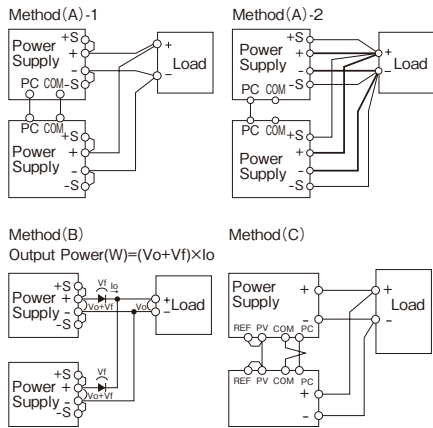 Method(A)-1
+S
Power
Supply
+
-
PC COM -S
+
Load
-
PC COM +S
Power
Supply
+
-
-S
Method(A)-2
+S
Power
Supply
+
-
PC COM -S
+
Load
-
PC COM +S
Power
Supply
+
-
-S
Method(B)
Output Power(W)=(Vo+Vf)×Io
+S
Power +
Supply -
-S
Vf Io
Vo+Vf
Vo
+
Load
-
+S
Power +
Supply -
-S
Vf
Vo+Vf
Method(C)
Power
Supply
+
-
REF PV COM PC
+
Load
-
REF PV COM PC
Power
Supply
+
-